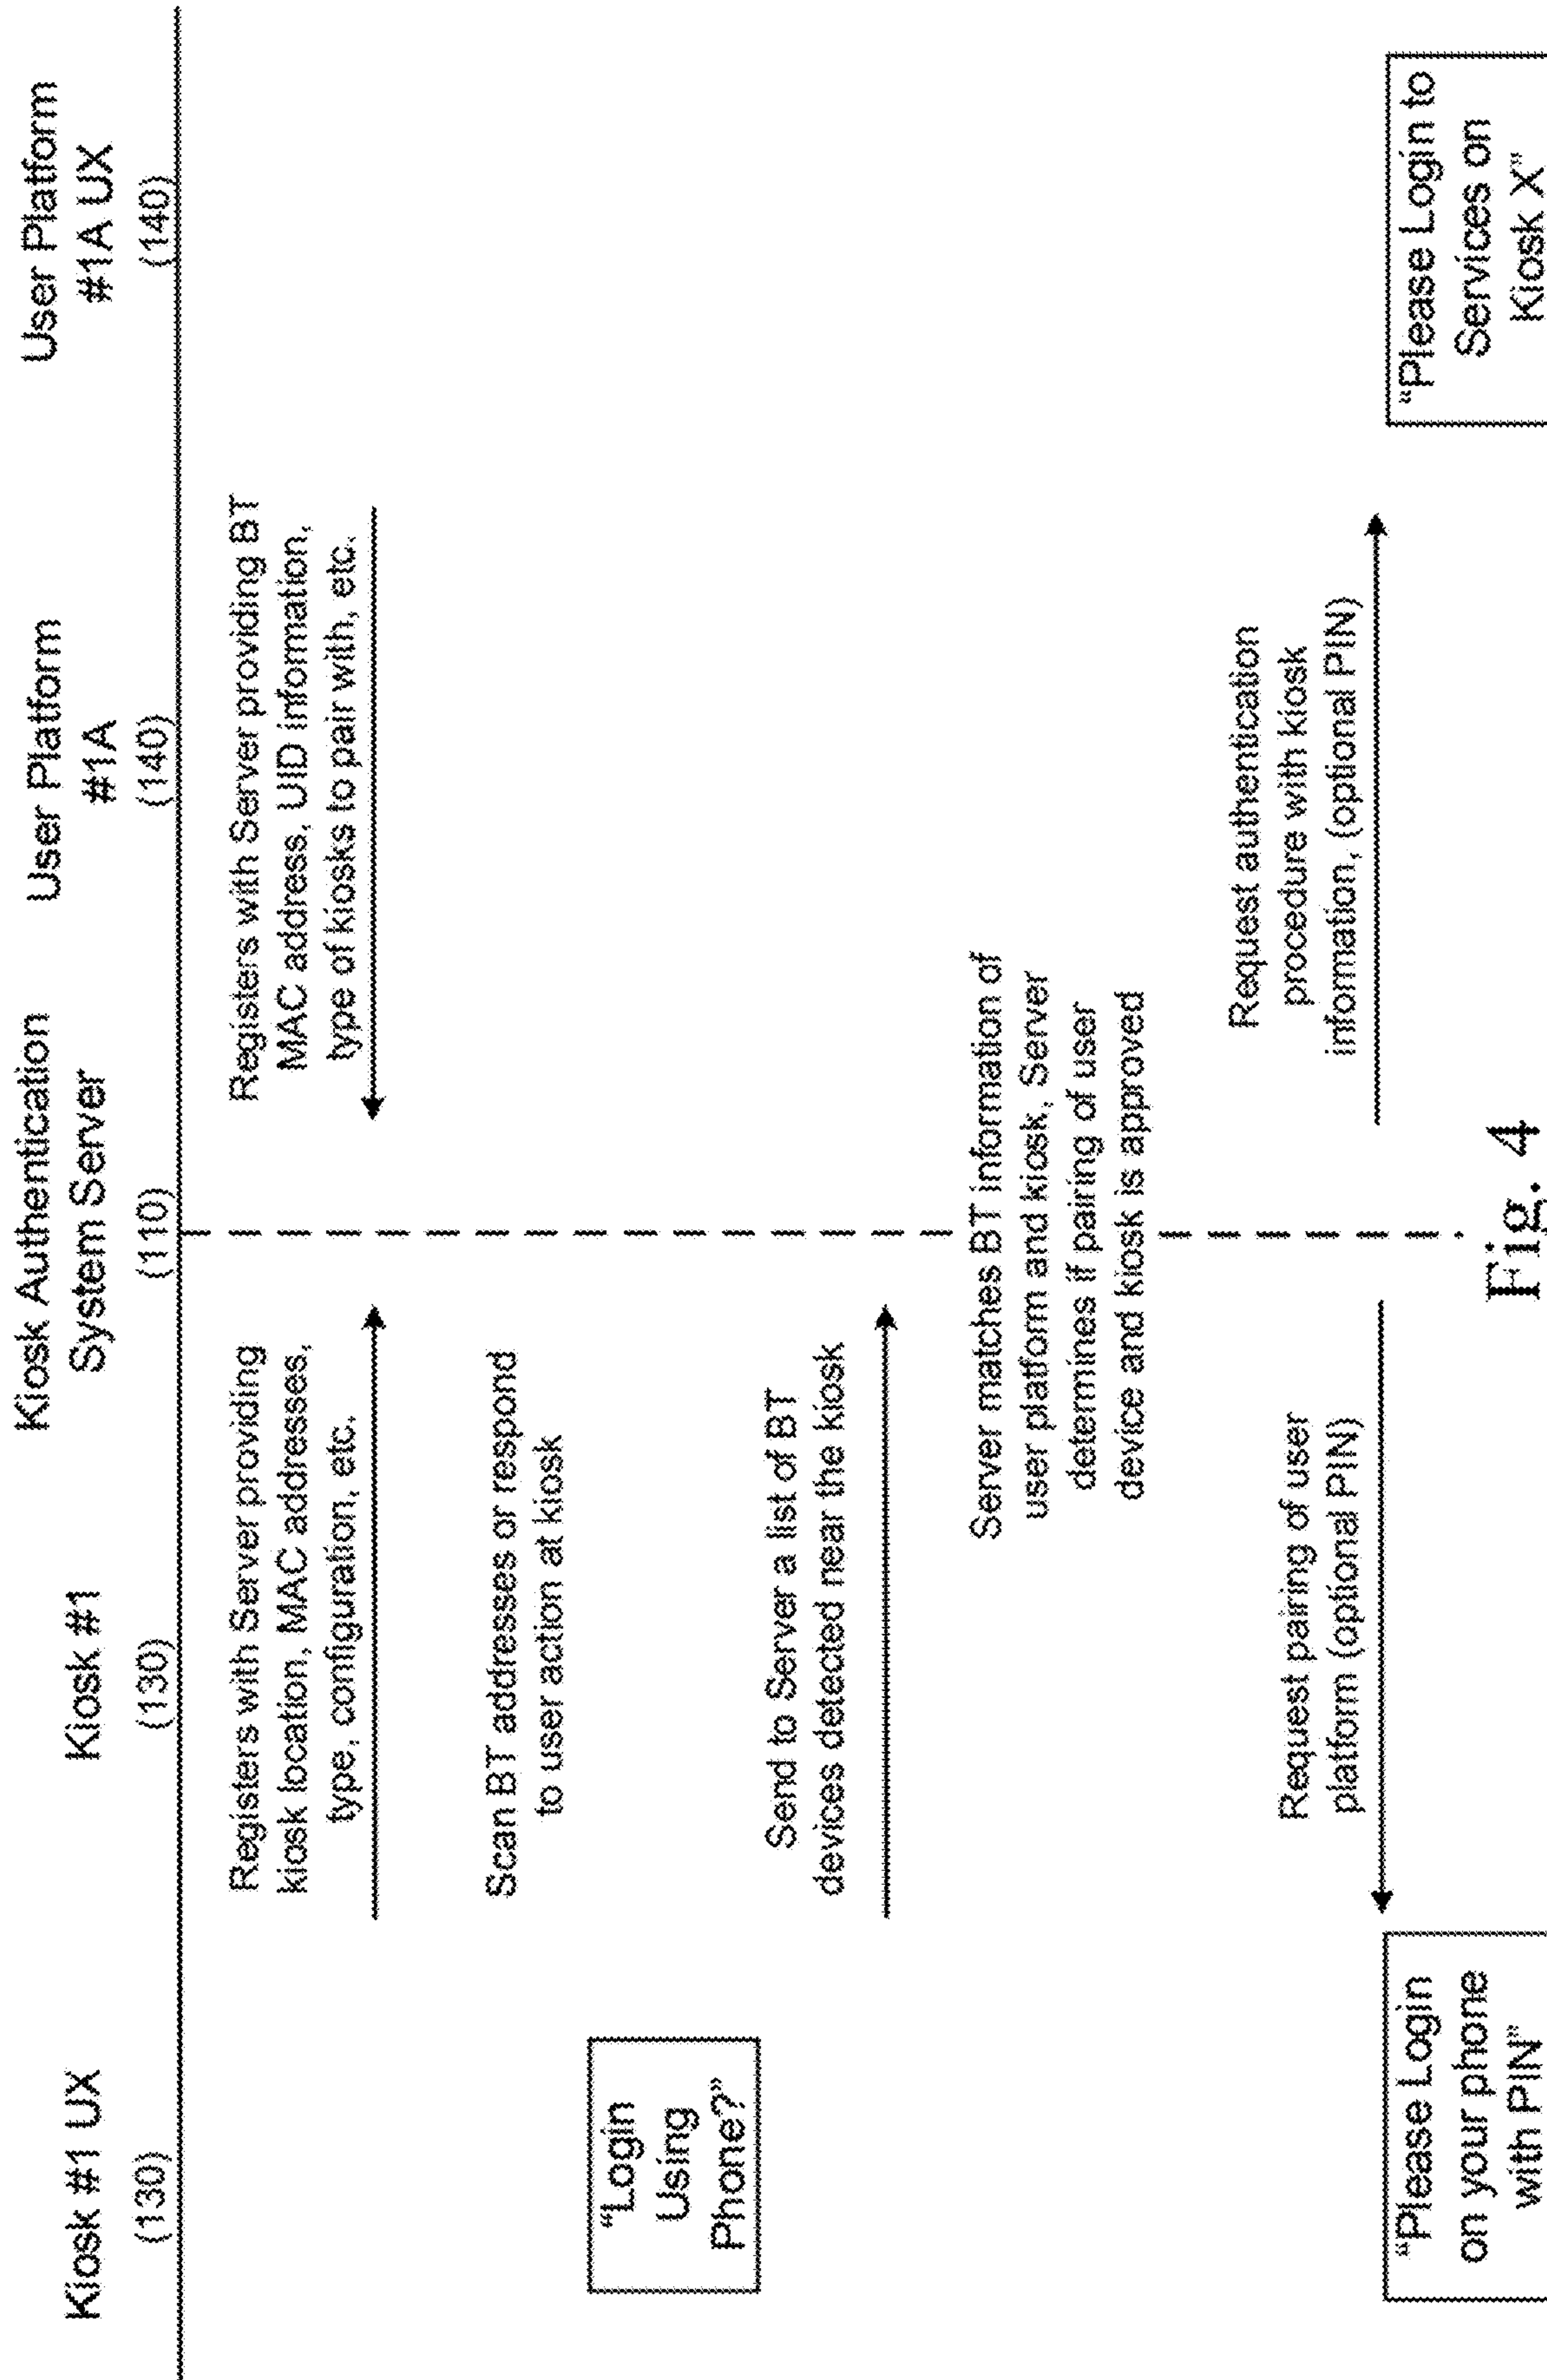 Kiosk #1 UX
(130)
Kiosk #1
(130)
Kiosk Authentication
System Server
(110)
User Platform
#1A
(140)
User Platform
#1A UX
(140)
Registers with Server providing
kiosk location, MAC addresses,
type, configuration, etc.
Registers with Server providing BT
MAC address, UID information,
type of kiosks to pair with, etc.
Scan BT addresses or respond
to user action at kiosk
"Login
Using
Phone?"
Send to Server a list of BT
devices detected near the kiosk
Server matches BT information of
user platform and kiosk, Server
determines if pairing of user
device and kiosk is approved
Request pairing of user
platform (optional PIN)
Request authentication
procedure with kiosk
information, (optional PIN)
"Please Login
on your phone
with PIN"
"Please Login to
Services on
Kiosk X"
Fig. 4